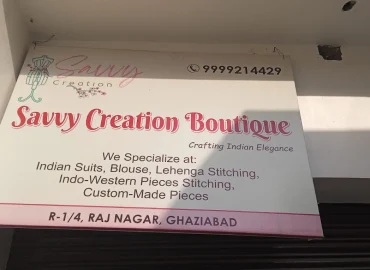 Savvy
Creation
9999214429
Savvy Creation Boutique
Crafting Indian Elegance
We Specialize at:
Indian Suits, Blouse, Lehenga Stitching,
Indo-Western Pieces Stitching,
Custom-Made Pieces
R-1/4, RAJ NAGAR, GHAZIABAD